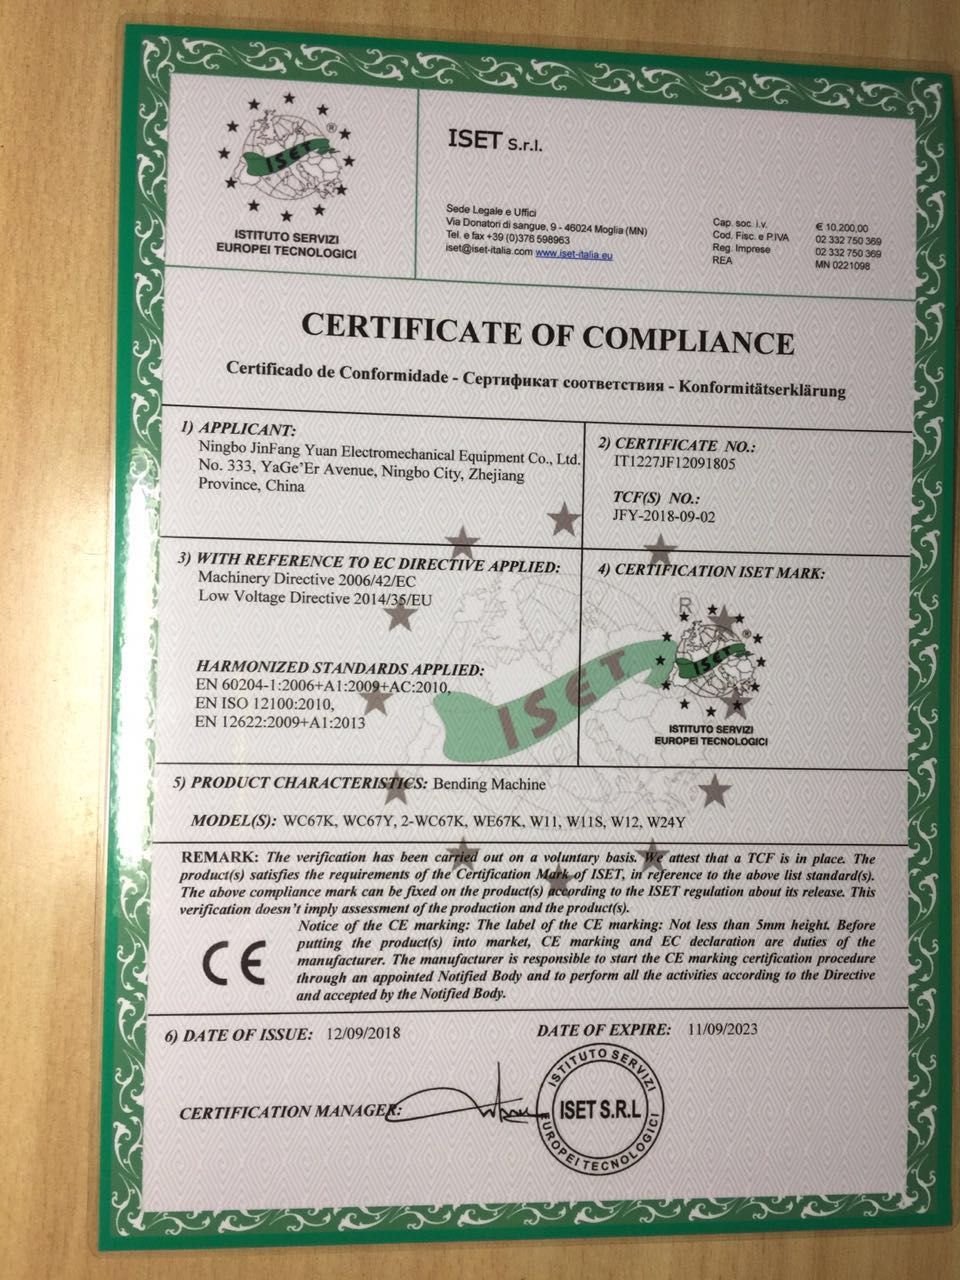 ISET
®
ISTITUTO SERVIZI
EUROPEI TECNOLOGICI
ISET S.r.l.
Sede Legale e Uffici
Via Donatori di sangue, 9 - 46024 Moglia (MN)
Tel. e fax +39 (0)376 598963
iset@iset-italia.com www.iset-italia.eu
Cap. soc. i.v. € 10.200,00
Cod. Fisc. e P.IVA 02 332 750 369
Reg. Imprese 02 332 750 369
REA MN 0221098
CERTIFICATE OF COMPLIANCE
Certificado de Conformidade - Сертификат соответствия - Konformitätserklärung
1) APPLICANT:
Ningbo JinFang Yuan Electromechanical Equipment Co., Ltd.
No. 333, YaGe'Er Avenue, Ningbo City, Zhejiang
Province, China
2) CERTIFICATE NO.:
IT1227JF12091805
TCF(S) NO.:
JFY-2018-09-02
3) WITH REFERENCE TO EC DIRECTIVE APPLIED:
Machinery Directive 2006/42/EC
Low Voltage Directive 2014/35/EU
HARMONIZED STANDARDS APPLIED:
EN 60204-1:2006+A1:2009+AC:2010,
EN ISO 12100:2010,
EN 12622:2009+A1:2013
4) CERTIFICATION ISET MARK:
R
ISET
®
ISTITUTO SERVIZI
EUROPEI TECNOLOGICI
ISET
5) PRODUCT CHARACTERISTICS: Bending Machine
MODEL(S): WC67K, WC67Y, 2-WC67K, WE67K, W11, W11S, W12, W24Y
REMARK: The verification has been carried out on a voluntary basis. We attest that a TCF is in place. The
product(s) satisfies the requirements of the Certification Mark of ISET, in reference to the above list standard(s).
The above compliance mark can be fixed on the product(s) according to the ISET regulation about its release. This
verification doesn't imply assessment of the production and the product(s).
CE
Notice of the CE marking: The label of the CE marking: Not less than 5mm height. Before
putting the product(s) into market, CE marking and EC declaration are duties of the
manufacturer. The manufacturer is responsible to start the CE marking certification procedure
through an appointed Notified Body and to perform all the activities according to the Directive
and accepted by the Notified Body.
6) DATE OF ISSUE: 12/09/2018 DATE OF EXPIRE: 11/09/2023
CERTIFICATION MANAGER:
ISTITUTO SERVIZI
ISET S.R.L
EUROPEI TECNOLOGICI